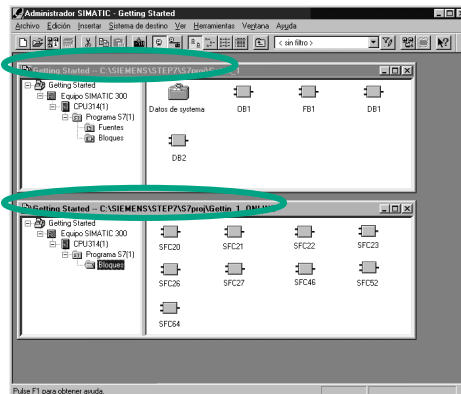 Administrador SIMATIC - Getting Started
Archivo Edición Insertar Sistema de destino Ver Herramientas Ventana Ayuda
< sin filtro >
Getting Started -- C:\SIEMENS\STEP7\S7proj\Gettin_1
Getting Started
Equipo SIMATIC 300
CPU314(1)
Programa S7(1)
Fuentes
Bloques
Datos de sistema OB1 FB1 DB1
DB2
Getting Started -- C:\SIEMENS\STEP7\S7proj\Gettin_1 ONLINE
Getting Started
Equipo SIMATIC 300
CPU314(1)
Programa S7(1)
Bloques
SFC20 SFC21 SFC22 SFC23
SFC26 SFC27 SFC46 SFC52
SFC64
Pulse F1 para obtener ayuda.